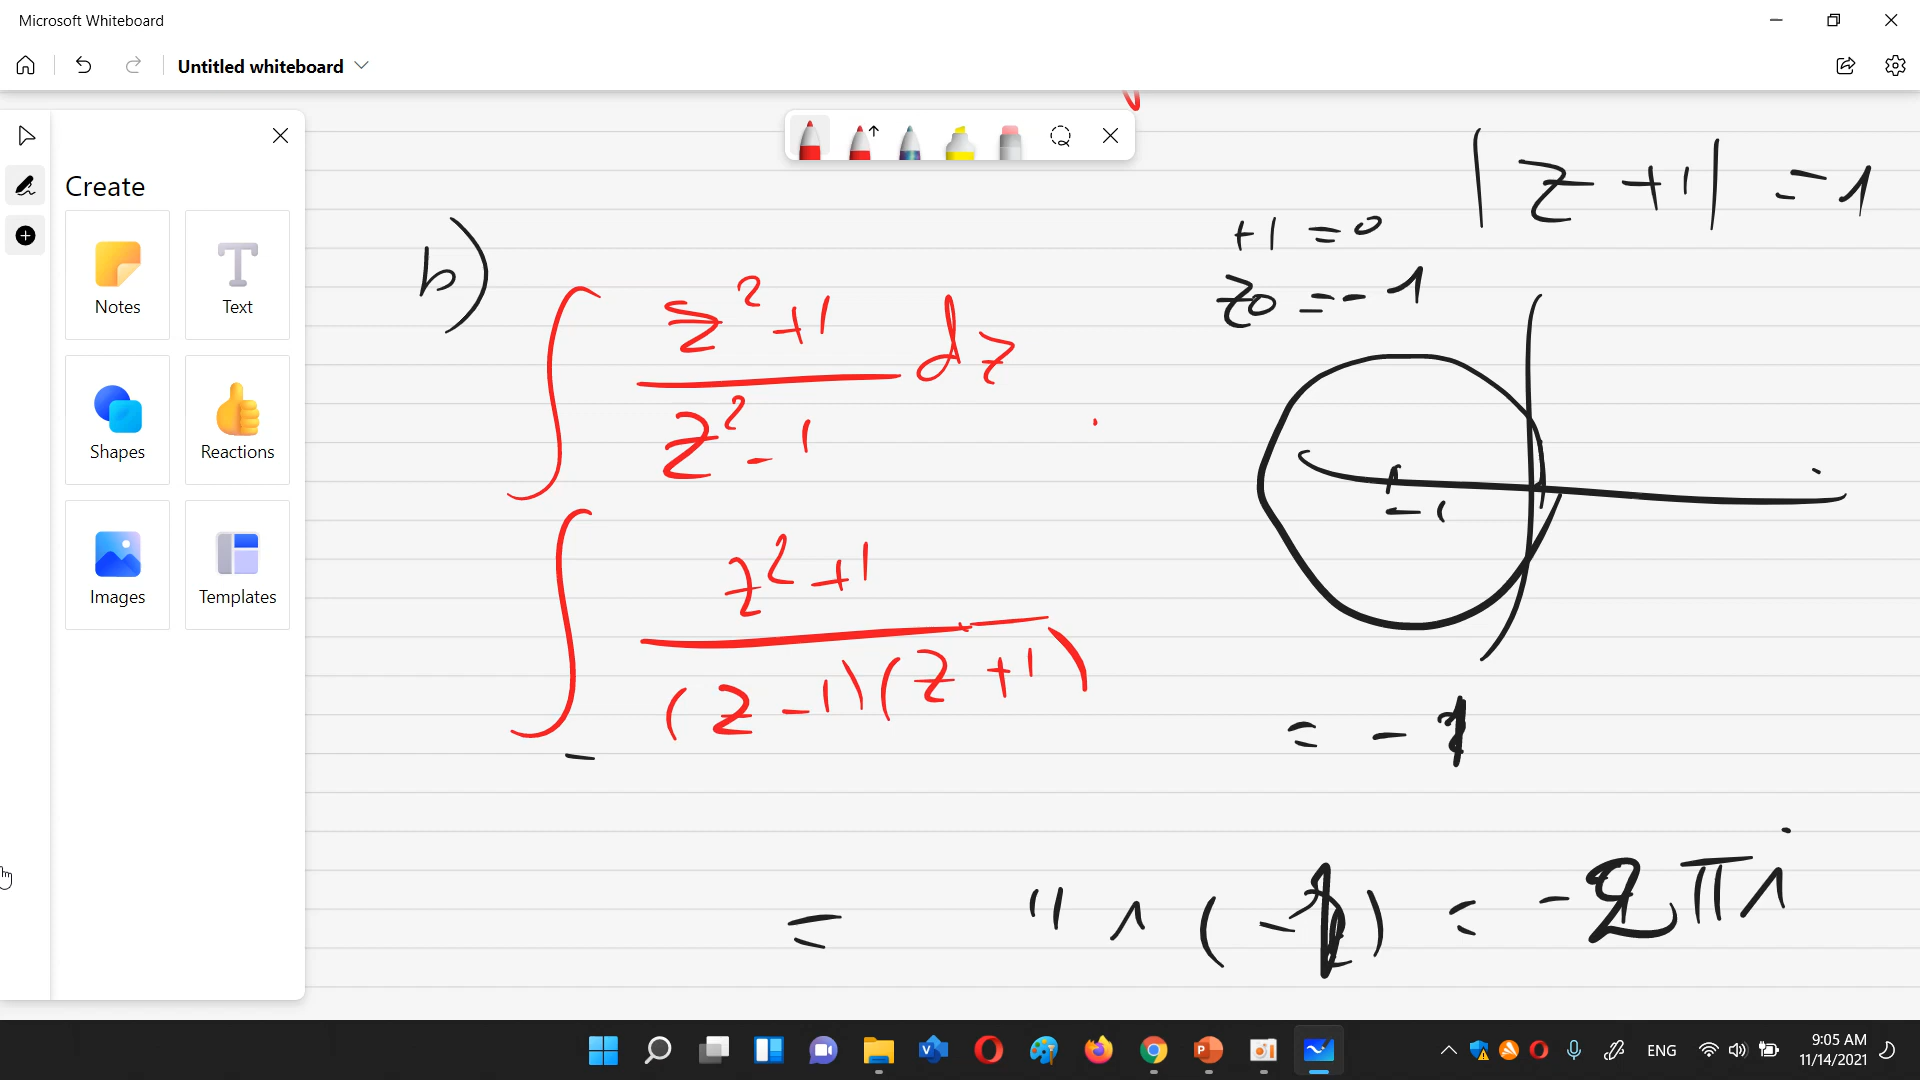 Microsoft Whiteboard
Untitled whiteboard
Create
Notes
Text
Shapes
Reactions
Images
Templates
b)
∫ z² + 1 / z² - 1 dz
∫ z² + 1 / (z - 1)(z + 1)
|z + 1| = 1
+1 = 0
z0 = - 1
- 1
= - 1
= (-1) = - 2πi
ENG
9:05 AM
11/14/2021